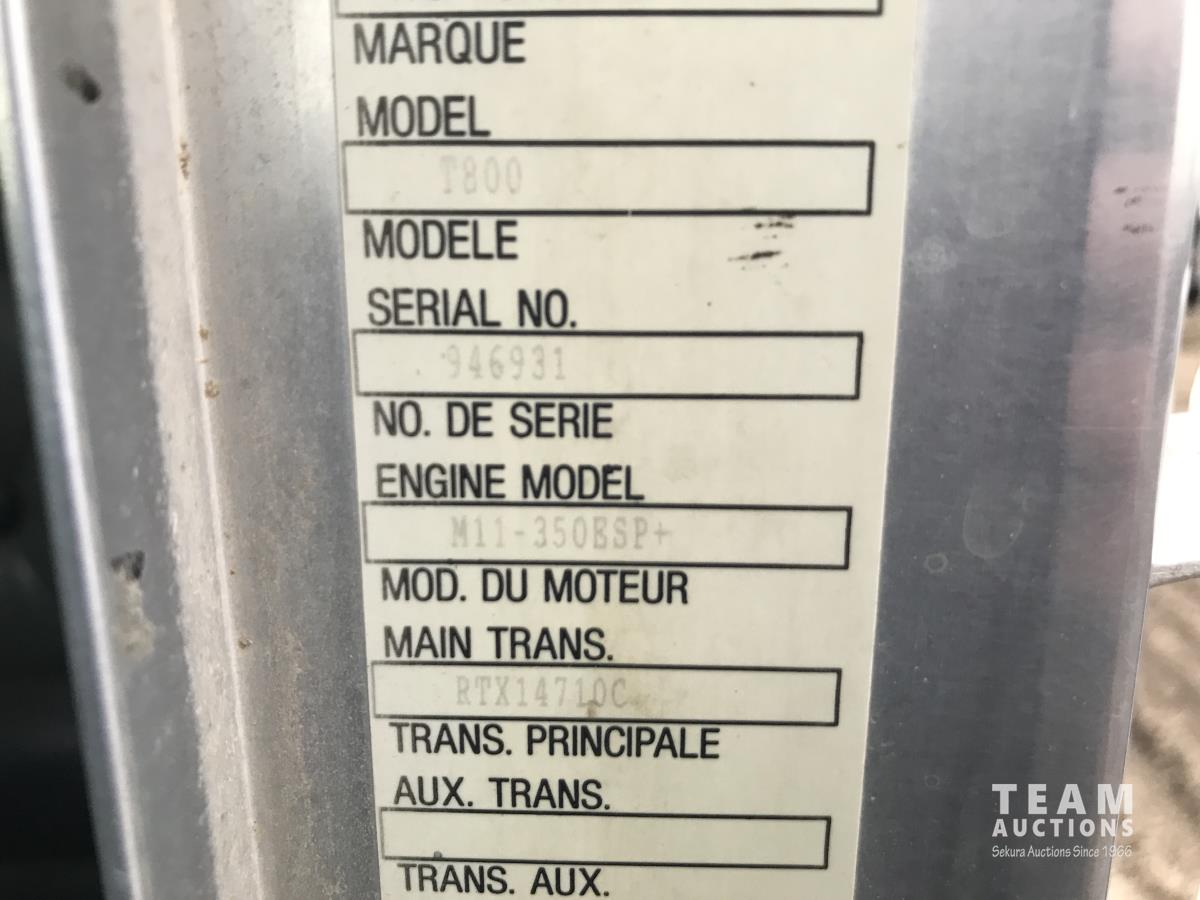 MARQUE
MODEL
T800
MODELE
SERIAL NO.
946931
NO. DE SERIE
ENGINE MODEL
M11-350ESP+
MOD. DU MOTEUR
MAIN TRANS.
RTX14710C
TRANS. PRINCIPALE
AUX. TRANS.
TRANS. AUX.
TEAM
AUCTIONS
Sekura Auctions Since 1966